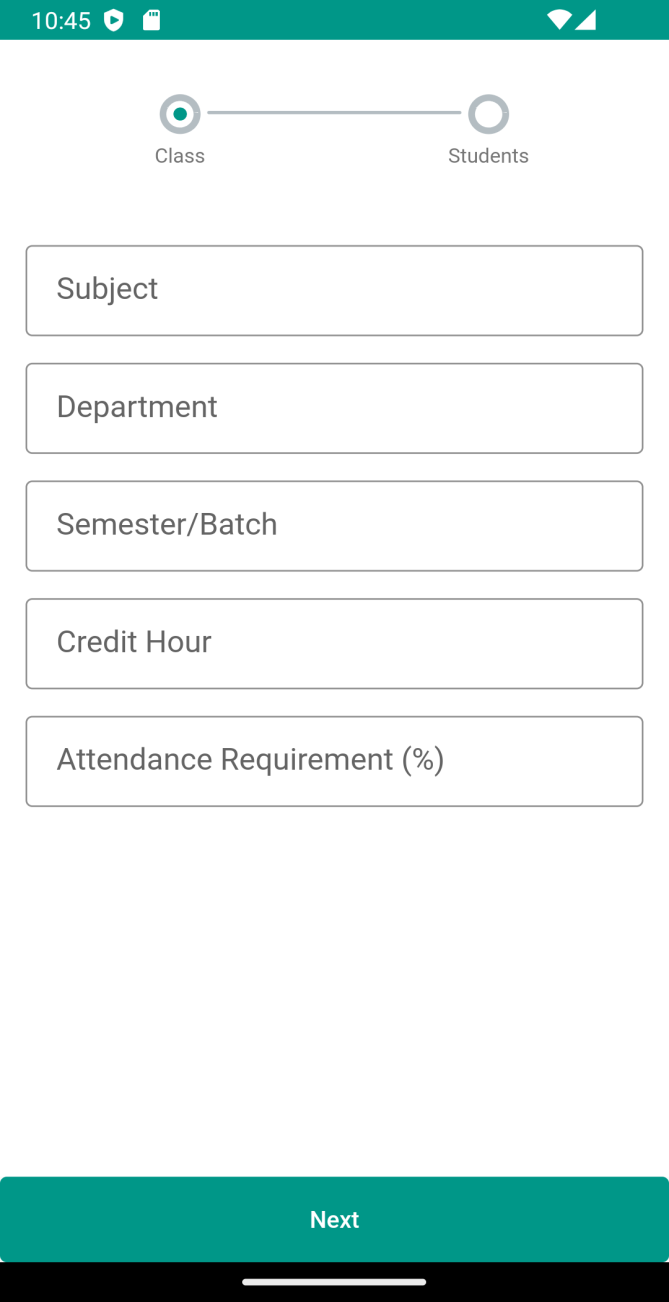 10:45
Class Students
Subject
Department
Semester/Batch
Credit Hour
Attendance Requirement (%)
Next